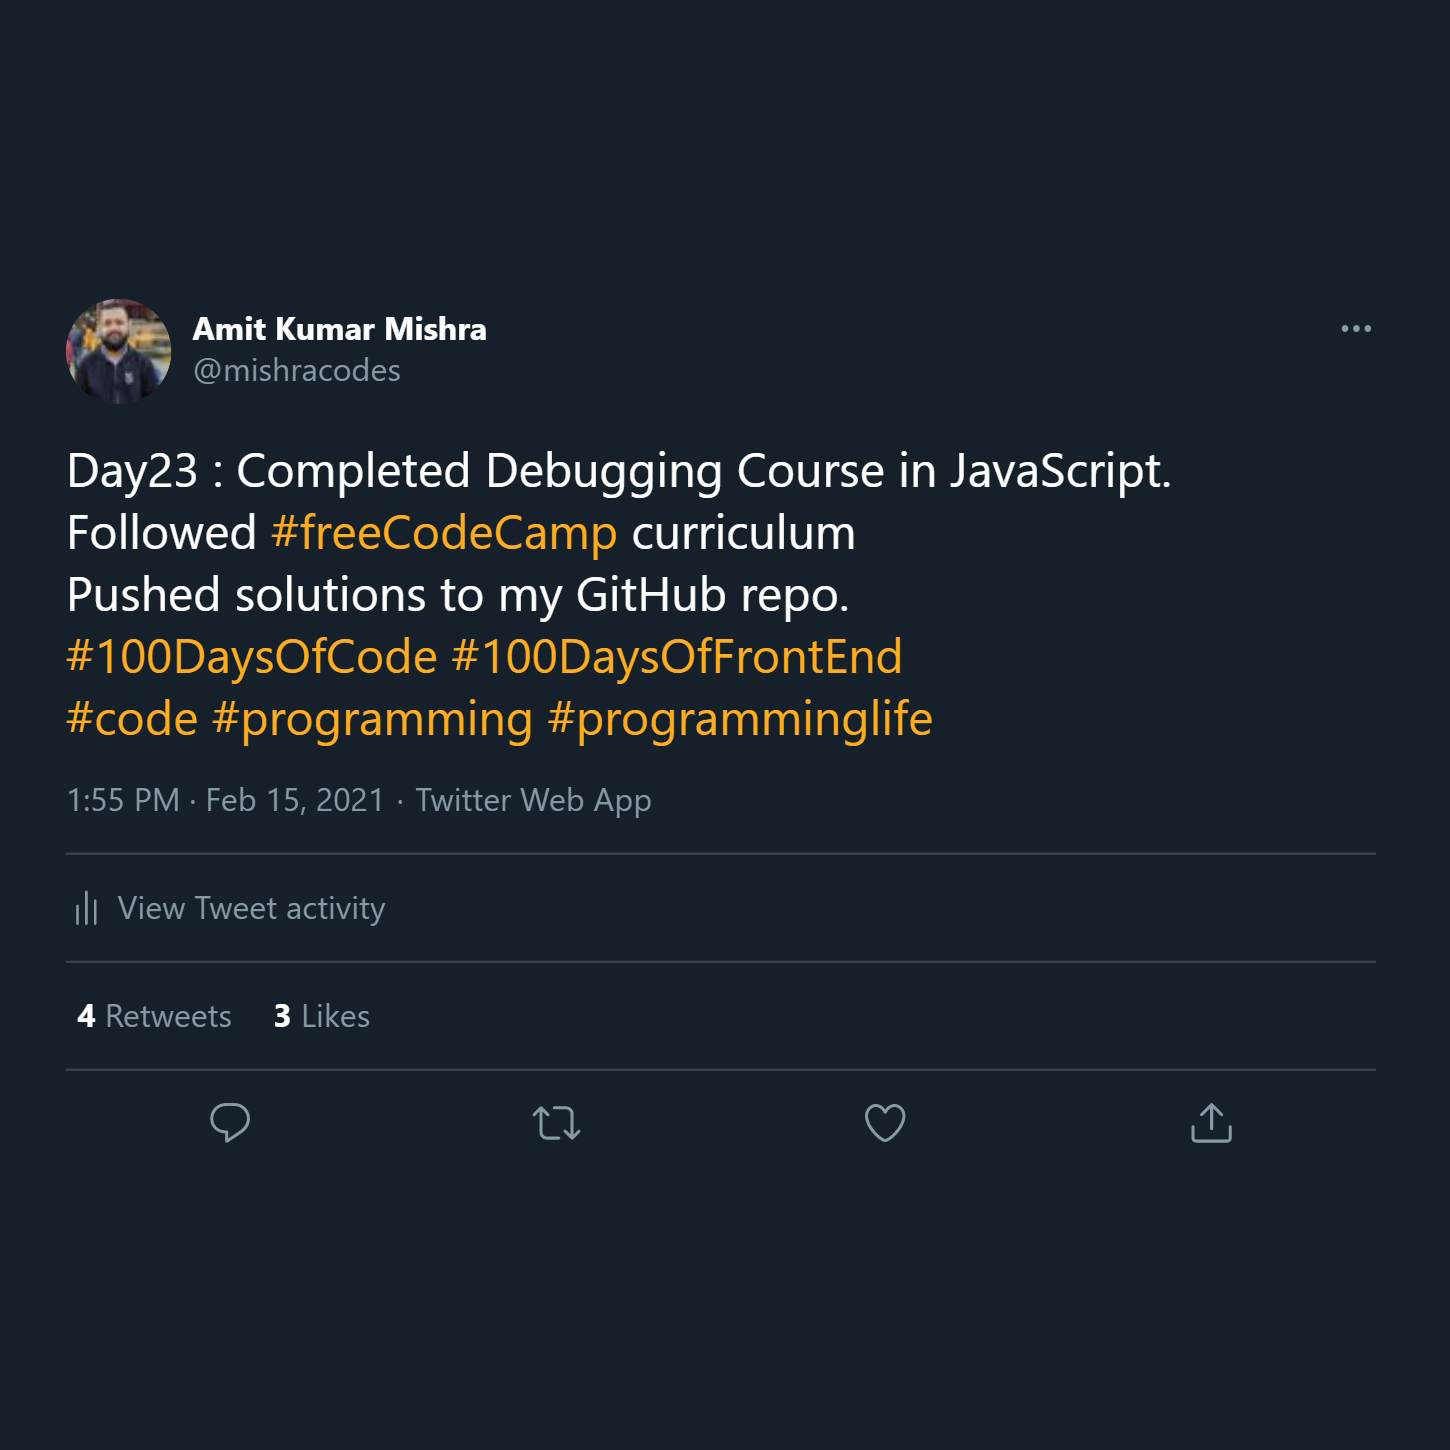 Amit Kumar Mishra
@mishracodes
Day23 : Completed Debugging Course in JavaScript.
Followed #freeCodeCamp curriculum
Pushed solutions to my GitHub repo.
#100DaysOfCode #100DaysOfFrontEnd
#code #programming #programminglife
1:55 PM · Feb 15, 2021 · Twitter Web App
View Tweet activity
4 Retweets 3 Likes